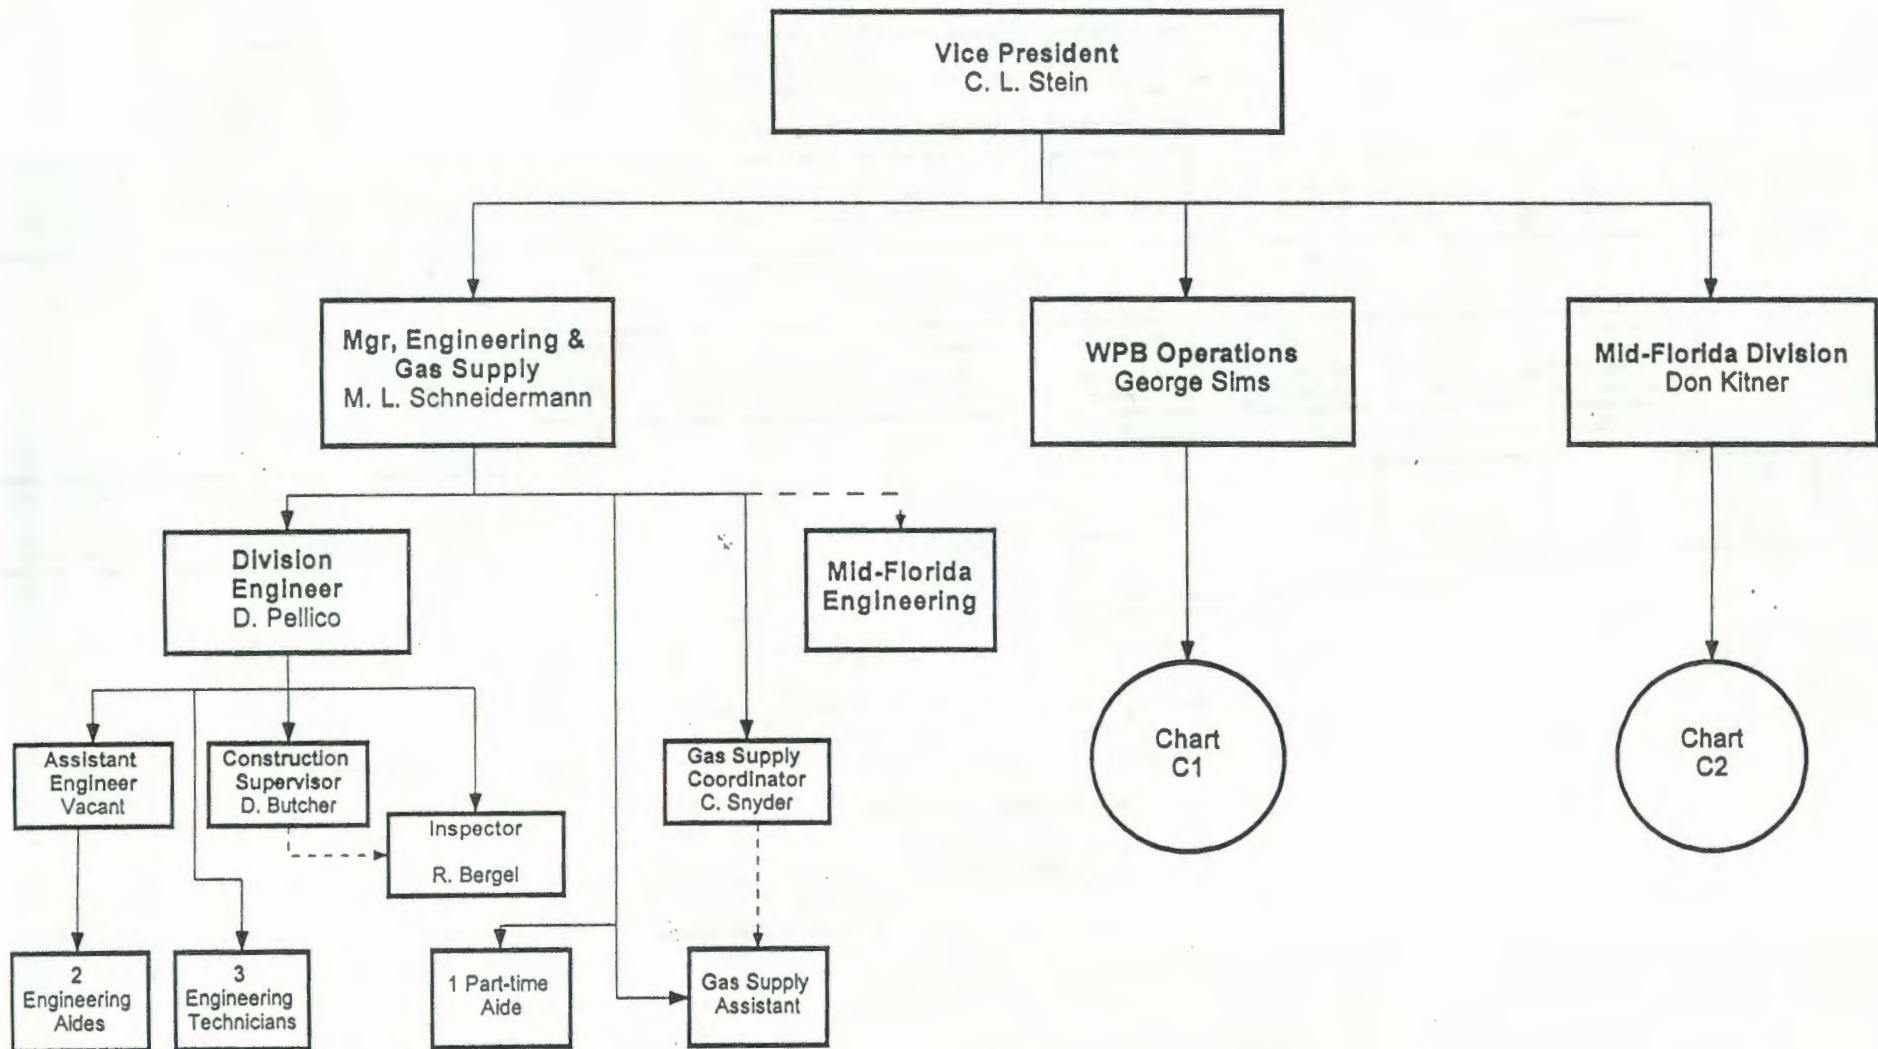 Vice President
C. L. Stein
Mgr, Engineering &
Gas Supply
M. L. Schneidermann
WPB Operations
George Sims
Mid-Florida Division
Don Kitner
Division
Engineer
D. Pellico
Mid-Florida
Engineering
Assistant
Engineer
Vacant
Construction
Supervisor
D. Butcher
Inspector
R. Bergel
Gas Supply
Coordinator
C. Snyder
Chart
C1
Chart
C2
2
Engineering
Aides
3
Engineering
Technicians
1 Part-time
Aide
Gas Supply
Assistant